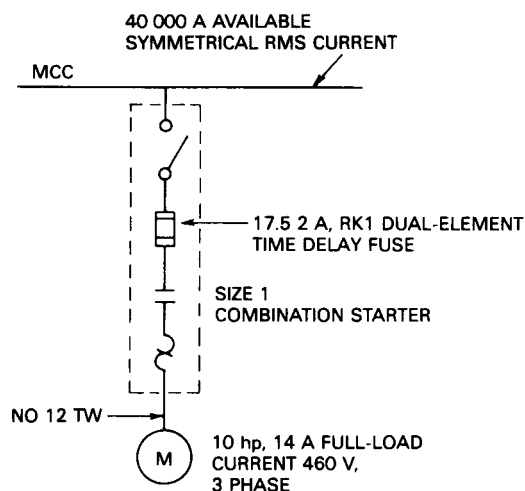 40 000 A AVAILABLE
SYMMETRICAL RMS CURRENT
MCC
17.5 2 A, RK1 DUAL-ELEMENT
TIME DELAY FUSE
SIZE 1
COMBINATION STARTER
NO 12 TW
M
10 hp, 14 A FULL-LOAD
CURRENT 460 V,
3 PHASE